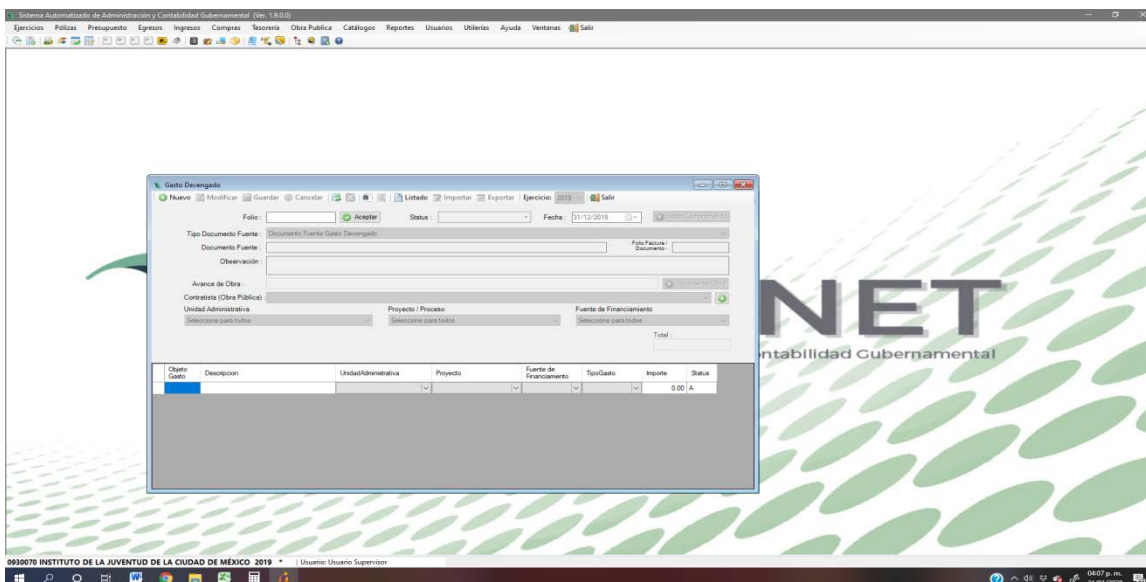 Sistema Automatizado de Administración y Contabilidad Gubernamental (Ver. 1.9.0.0)
Ejercicios Pólizas Presupuesto Egresos Ingresos Compras Tesorería Obra Publica Catálogos Reportes Usuarios Utilerías Ayuda Ventanas Salir
Gasto Devengado
Nuevo Modificar Guardar Cancelar Listado Importar Exportar Ejercicio: 2019 Salir
Folio : Aceptar Status : Fecha : 31/12/2019
Tipo Documento Fuente : Documento Fuente Gasto Devengado
Documento Fuente : Folio Factura / Documento :
Observación :
Avance de Obra :
Contratista (Obra Pública) :
Unidad Administrativa Proyecto / Proceso Fuente de Financiamiento
Seleccione para todos Seleccione para todos Seleccione para todos
Total :
NET
ntabilidad Gubernamental
Objeto Gasto Descripcion UnidadAdministrativa Proyecto Fuente de Financiamiento TipoGasto Importe Status
0.00 A
0930070 INSTITUTO DE LA JUVENTUD DE LA CIUDAD DE MÉXICO 2019 * Usuario: Usuario Supervisor
04:07 p. m.